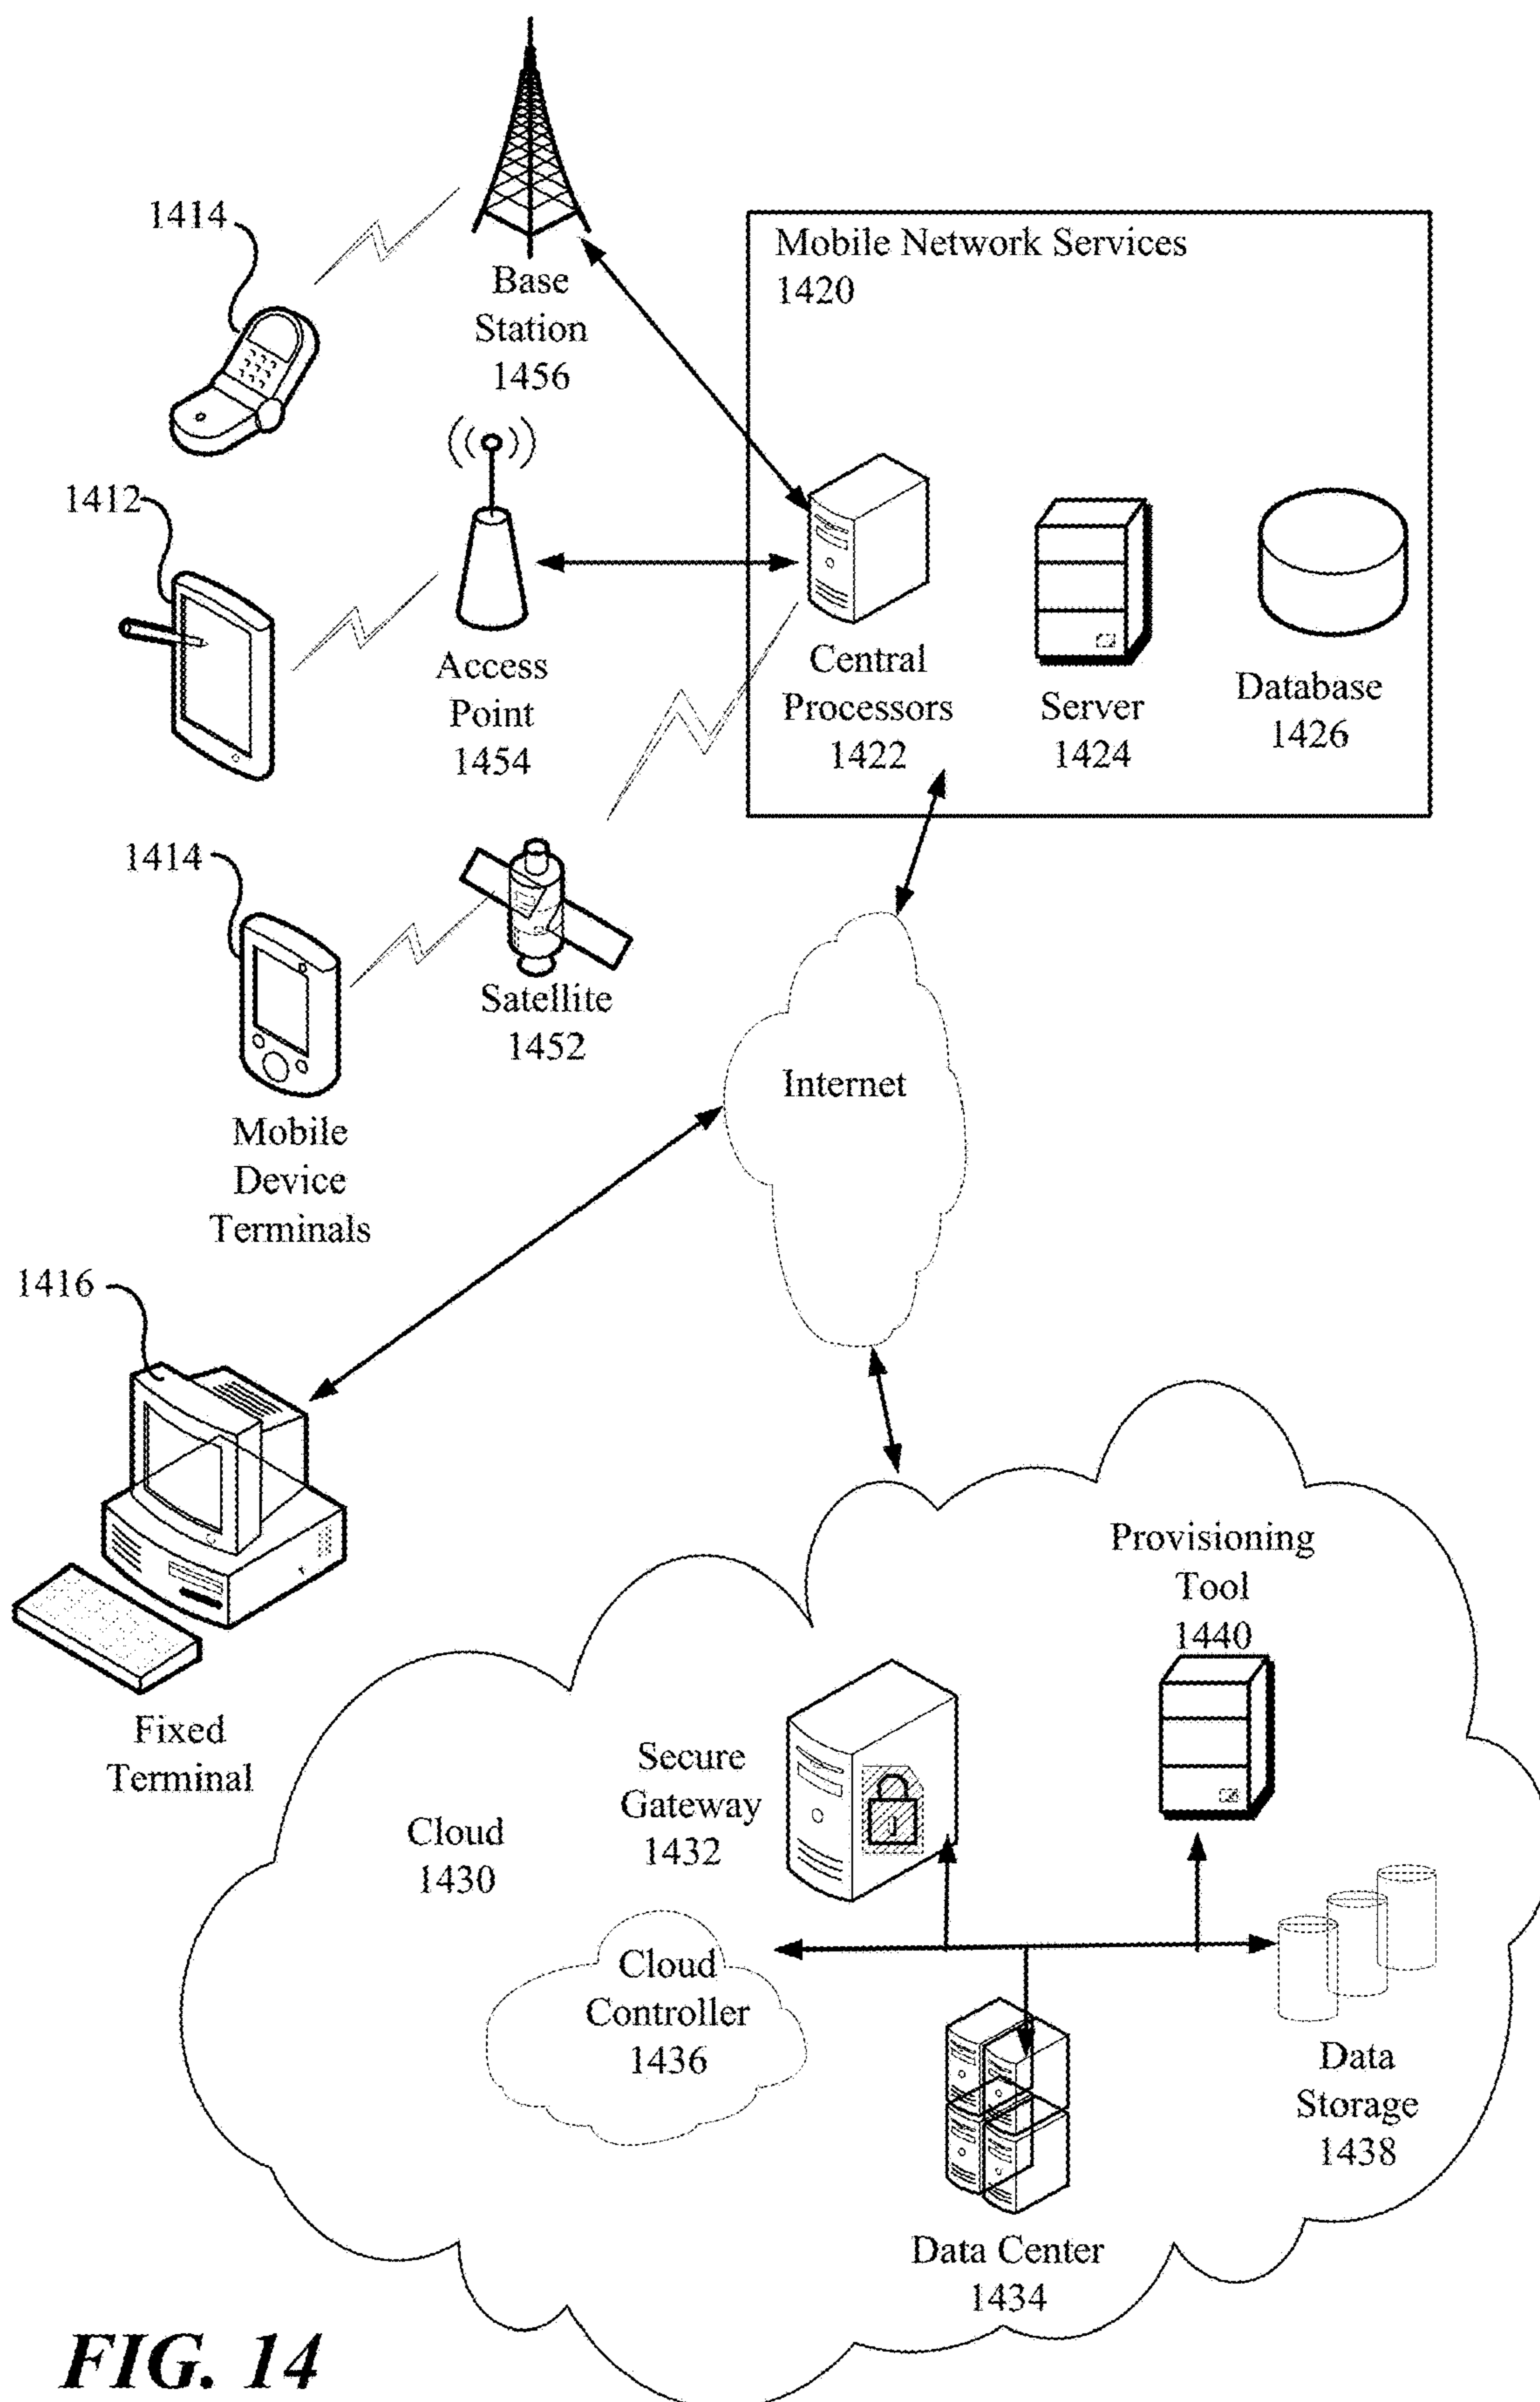 1414
Base
Station
1456
Mobile Network Services
1420
1412
Access
Point
1454
Central
Processors
1422
Server
1424
Database
1426
1414
Satellite
1452
Mobile
Device
Terminals
Internet
1416
Fixed
Terminal
Provisioning
Tool
1440
Secure
Gateway
1432
Cloud
1430
Cloud
Controller
1436
Data
Storage
1438
Data Center
1434
FIG. 14